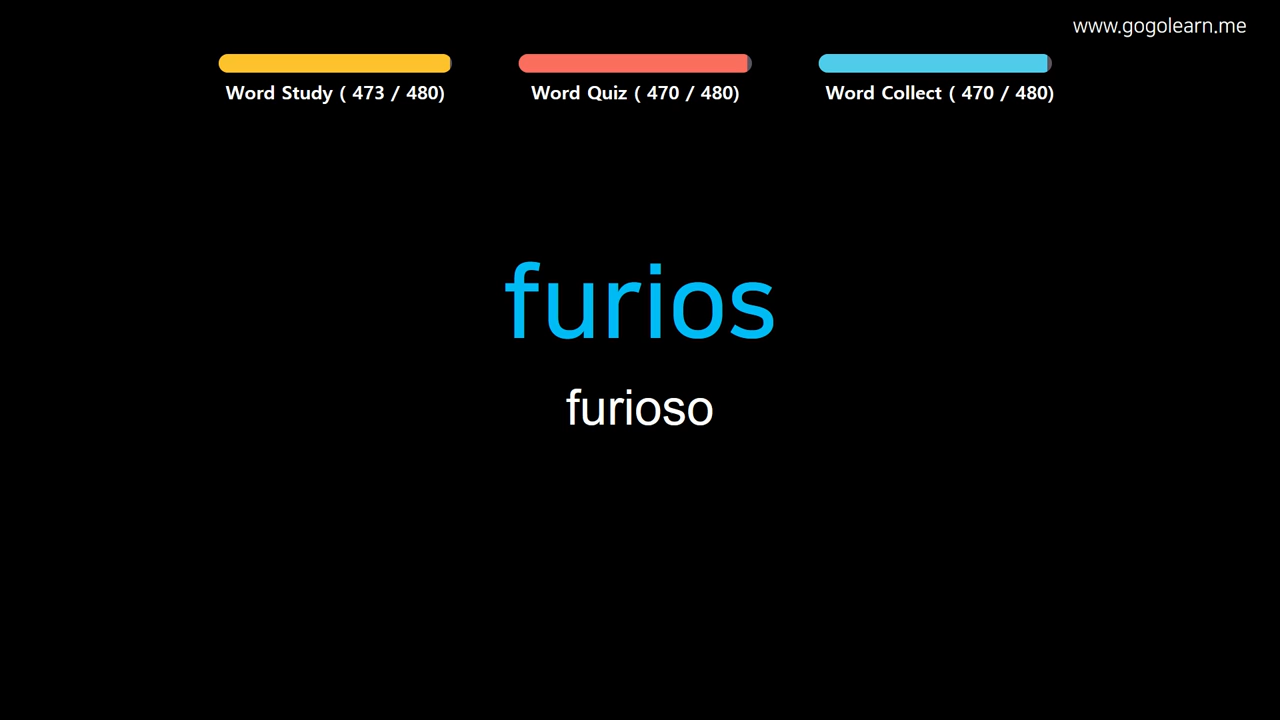 www.gogolearn.me
Word Study ( 473 / 480)
Word Quiz ( 470 / 480)
Word Collect ( 470 / 480)
furios
furioso